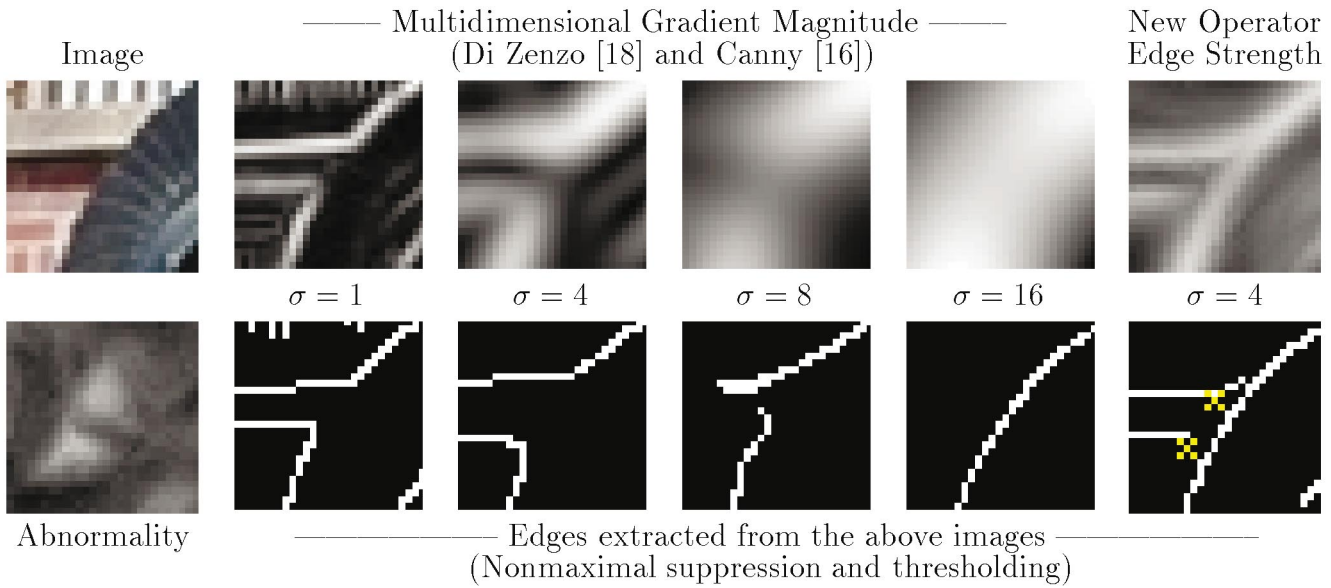 Multidimensional Gradient Magnitude
(Di Zenzo [18] and Canny [16])
New Operator
Edge Strength
Image
σ = 1
σ = 4
σ = 8
σ = 16
σ = 4
Abnormality
Edges extracted from the above images
(Nonmaximal suppression and thresholding)